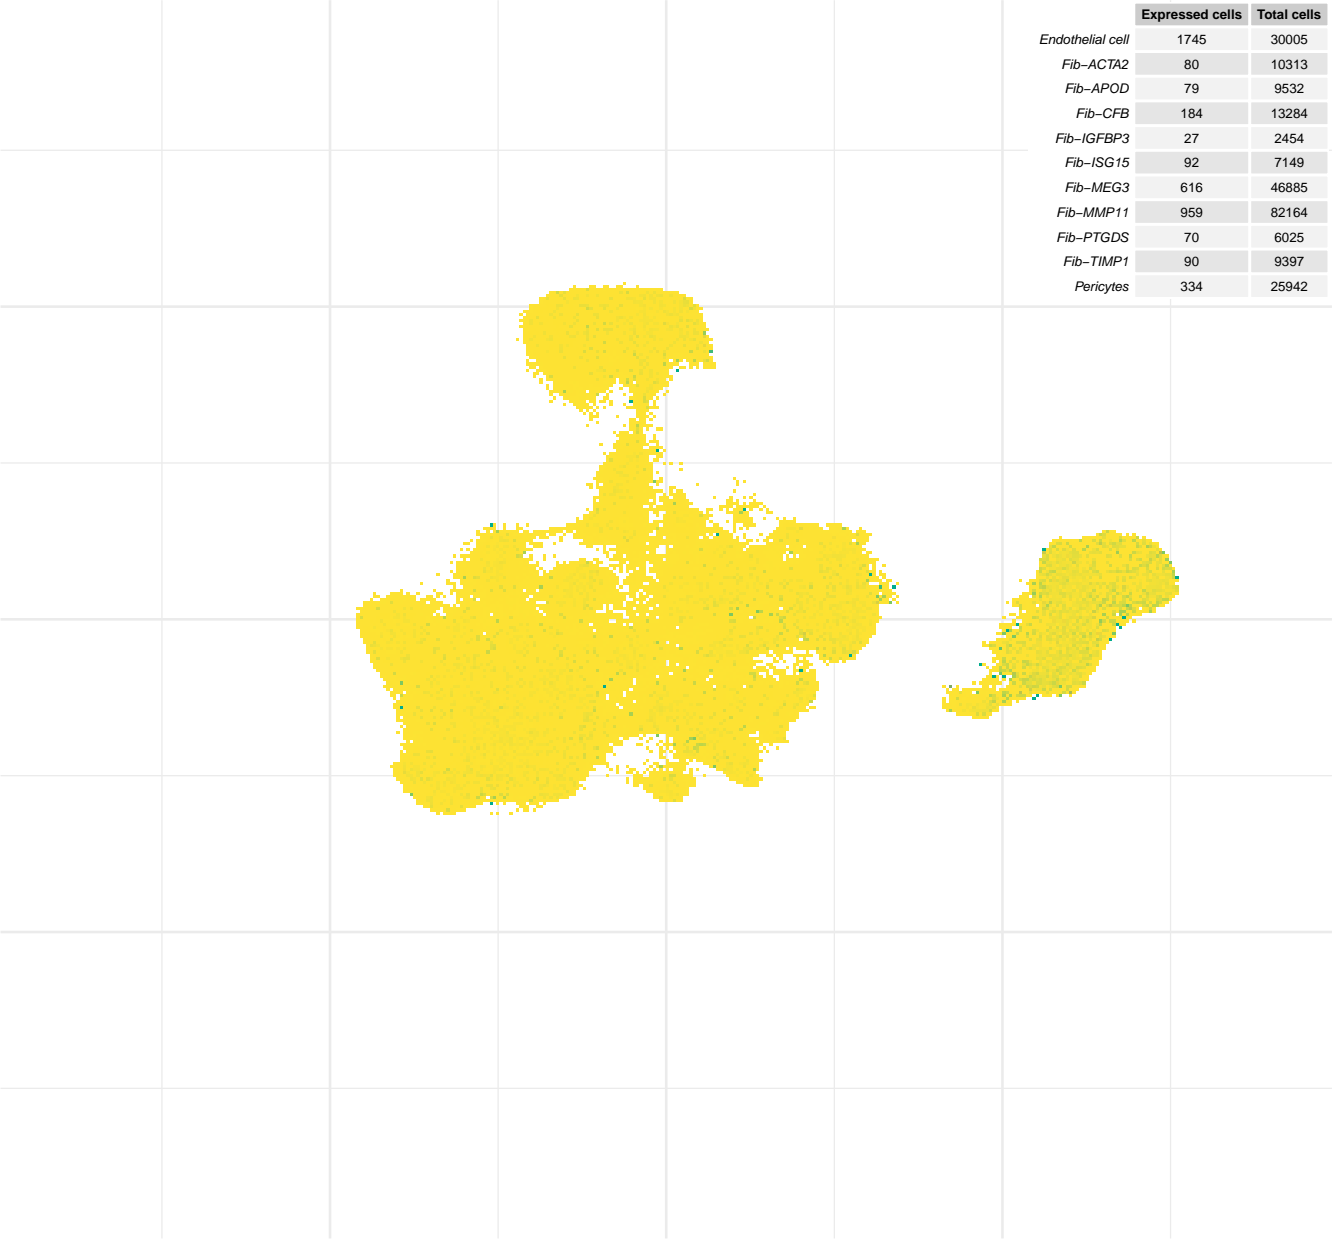 Expressed cells Total cells
Endothelial cell 1745 30005
Fib−ACTA2 80 10313
Fib−APOD 79 9532
Fib−CFB 184 13284
Fib−IGFBP3 27 2454
Fib−ISG15 92 7149
Fib−MEG3 616 46885
Fib−MMP11 959 82164
Fib−PTGDS 70 6025
Fib−TIMP1 90 9397
Pericytes 334 25942